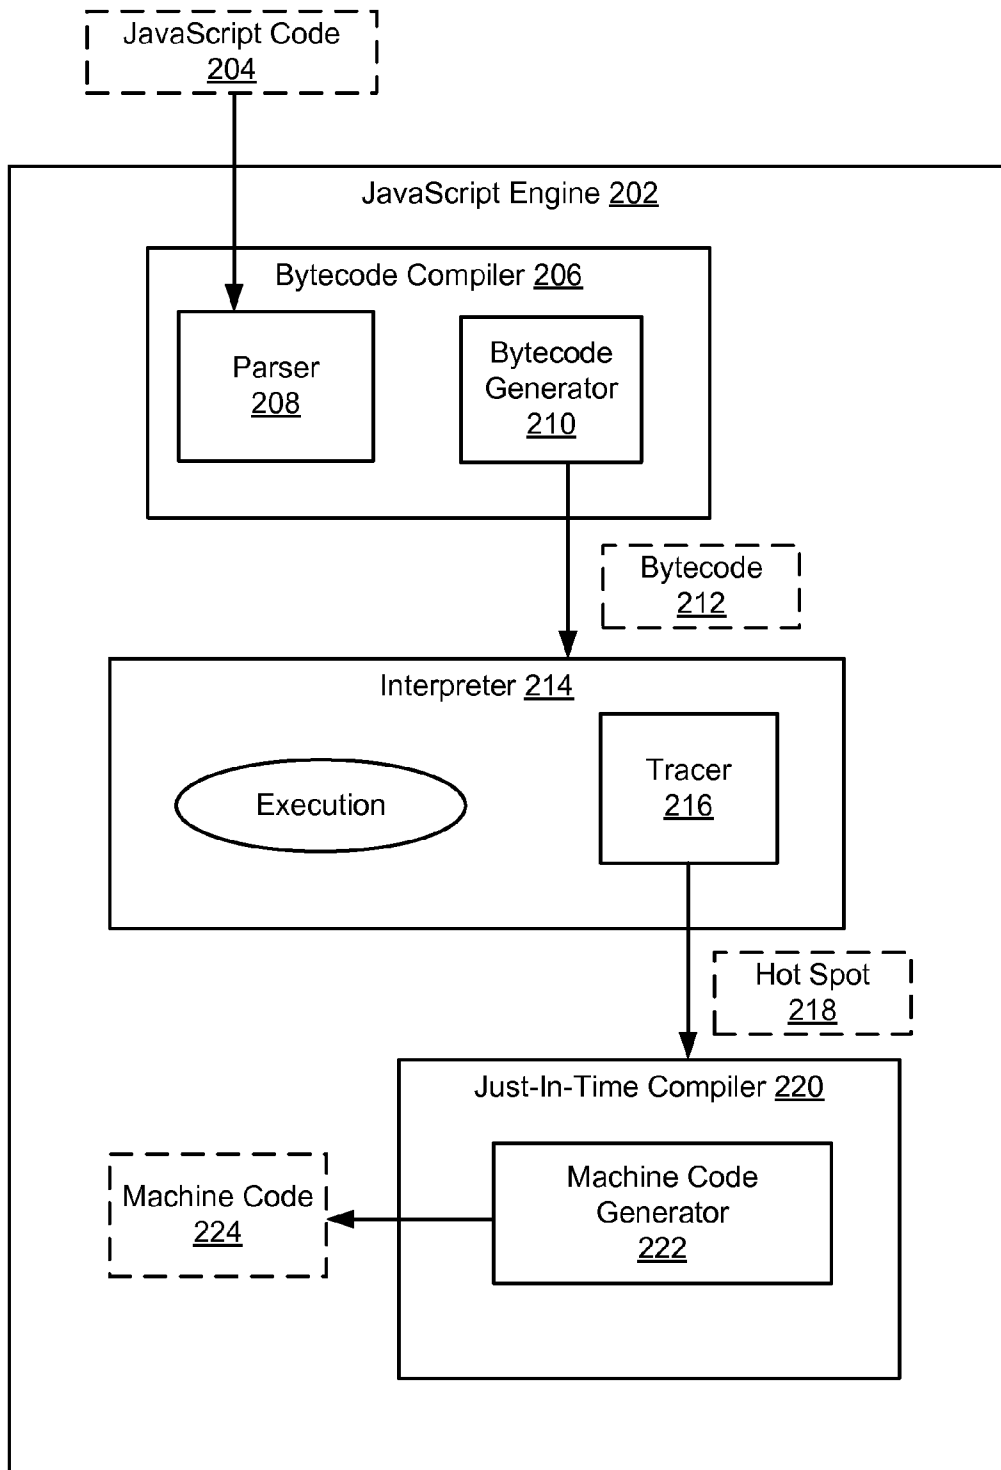 JavaScript Code
204
JavaScript Engine 202
Bytecode Compiler 206
Parser
208
Bytecode
Generator
210
Bytecode
212
Interpreter 214
Execution
Tracer
216
Hot Spot
218
Just-In-Time Compiler 220
Machine Code
Generator
222
Machine Code
224